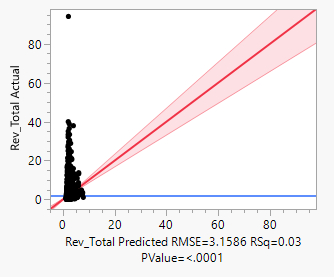 Rev_Total Actual
80
60
40
20
0
0 20 40 60 80
Rev_Total Predicted RMSE=3.1586 RSq=0.03
PValue=<.0001